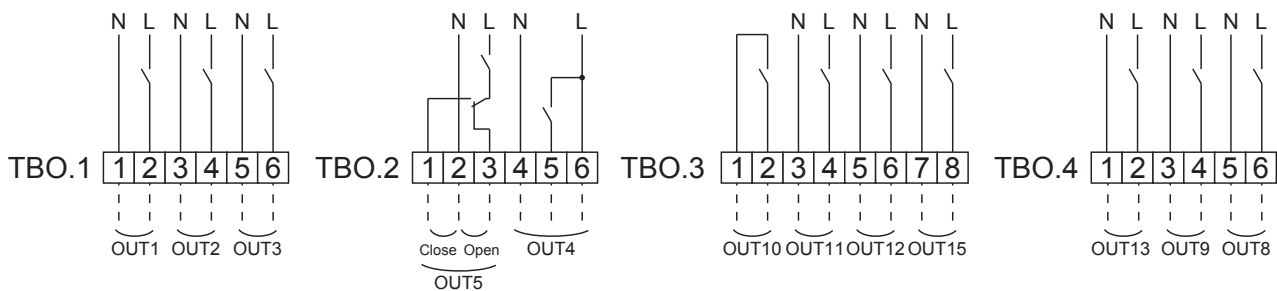 N L N L N L N L N L N L N L N L N L N L N L
TBO.1 1 2 3 4 5 6 TBO.2 1 2 3 4 5 6 TBO.3 1 2 3 4 5 6 7 8 TBO.4 1 2 3 4 5 6
OUT1 OUT2 OUT3 Close Open OUT4 OUT10 OUT11 OUT12 OUT15 OUT13 OUT9 OUT8
OUT5